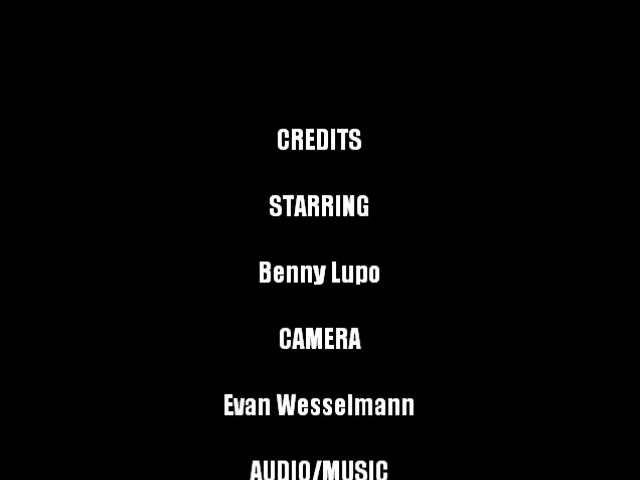 CREDITS
STARRING
Benny Lupo
CAMERA
Evan Wesselmann
AUDIO/MUSIC